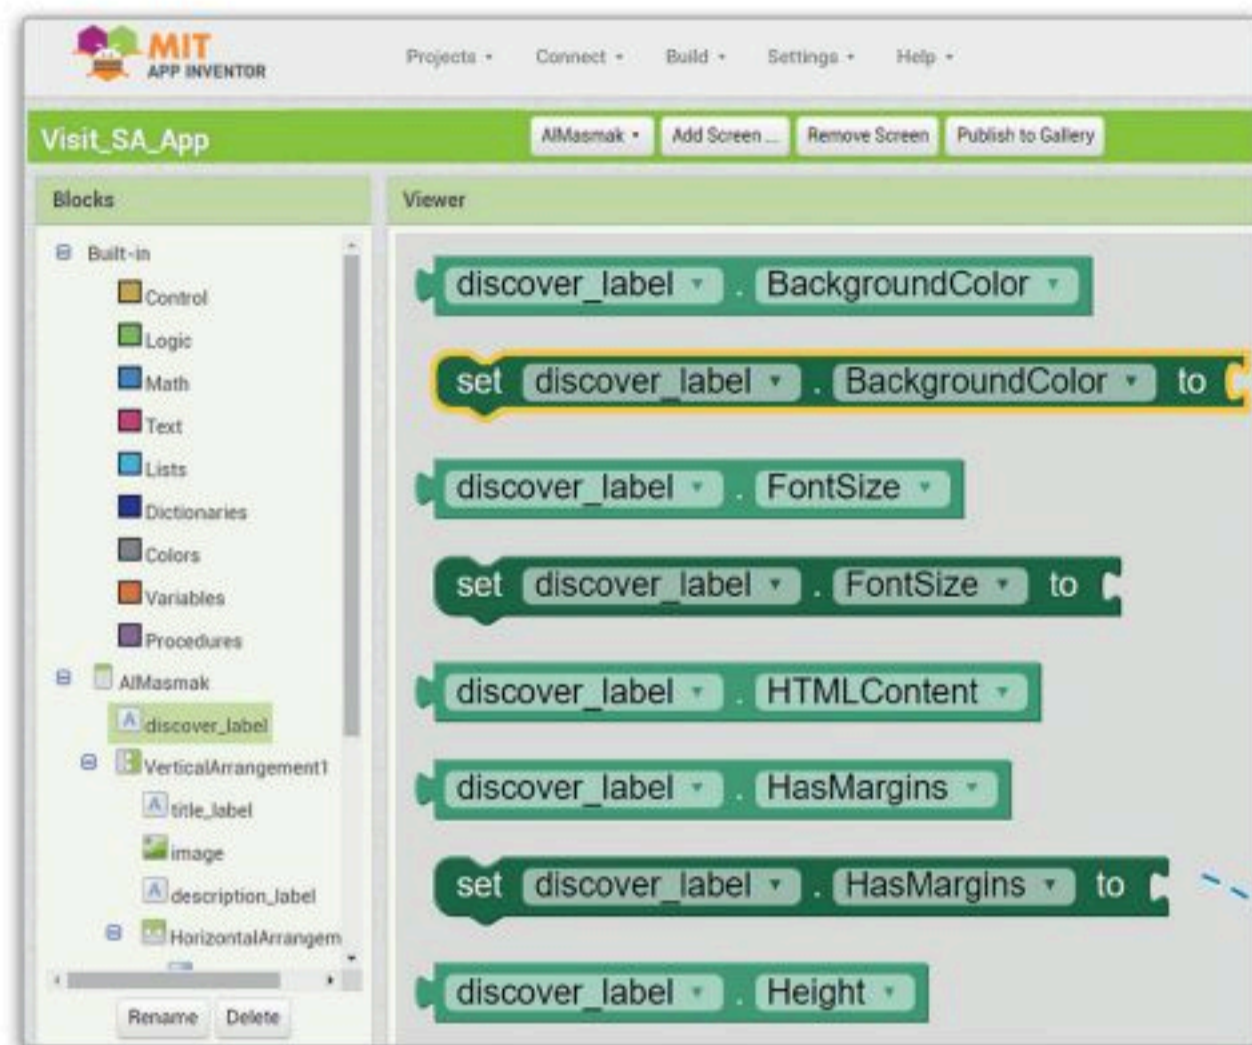 MIT
APP INVENTOR
Projects Connect Build Settings Help
Visit_SA_App AlMasmak Add Screen ... Remove Screen Publish to Gallery
Blocks
Built-in
Control
Logic
Math
Text
Lists
Dictionaries
Colors
Variables
Procedures
AlMasmak
discover_label
VerticalArrangement1
title_label
image
description_label
HorizontalArrangem
Rename Delete
Viewer
discover_label . BackgroundColor
set discover_label . BackgroundColor to
discover_label . FontSize
set discover_label . FontSize to
discover_label . HTMLContent
discover_label . HasMargins
set discover_label . HasMargins to
discover_label . Height